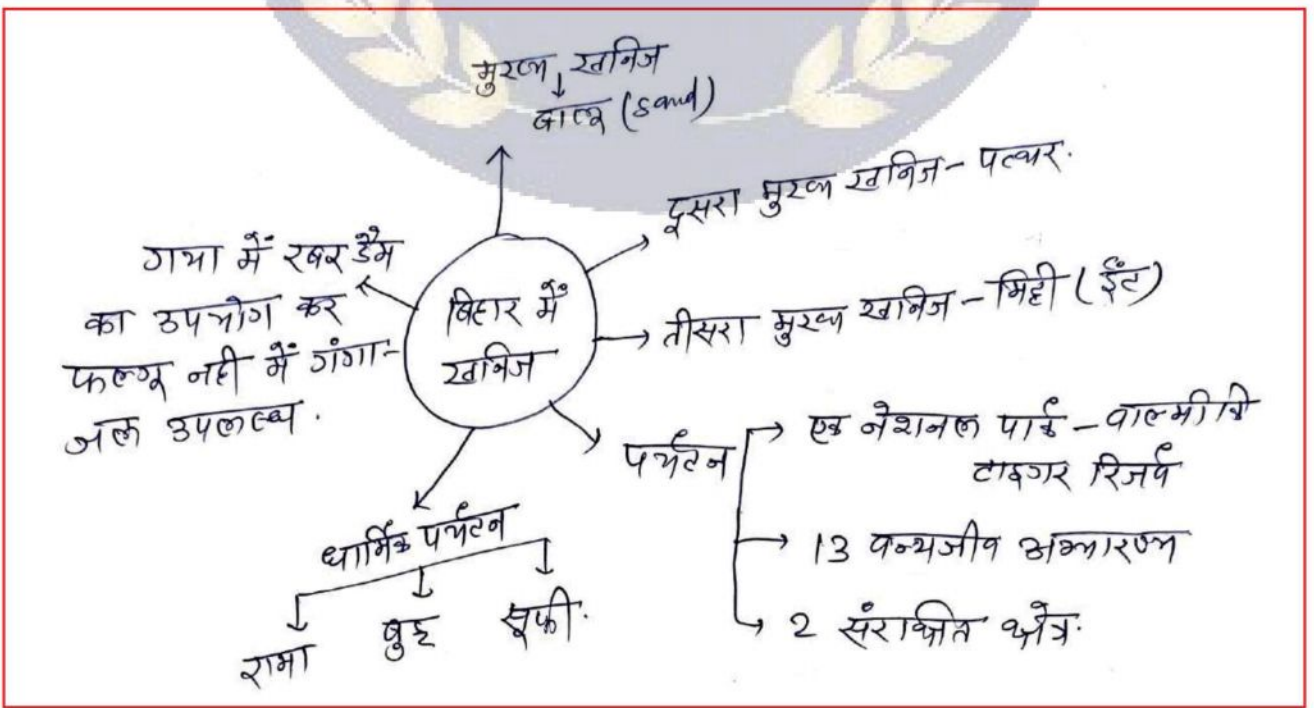 मुख्य खनिज
↓
बालू (sand)
दूसरा मुख्य खनिज - पत्थर.
गया में रबर डैम
का उपयोग कर
फल्गू नदी में गंगा-
जल उपलब्ध.
बिहार में
खनिज
→ तीसरा मुख्य खनिज - मिट्टी (ईंट)
पर्यटन
→ एक नेशनल पार्क - वाल्मीकि
टाइगर रिजर्व
→ 13 वन्यजीव अभ्यारण्य
→ 2 संरक्षित क्षेत्र.
धार्मिक पर्यटन
रामा
बुद्ध
सूफी.